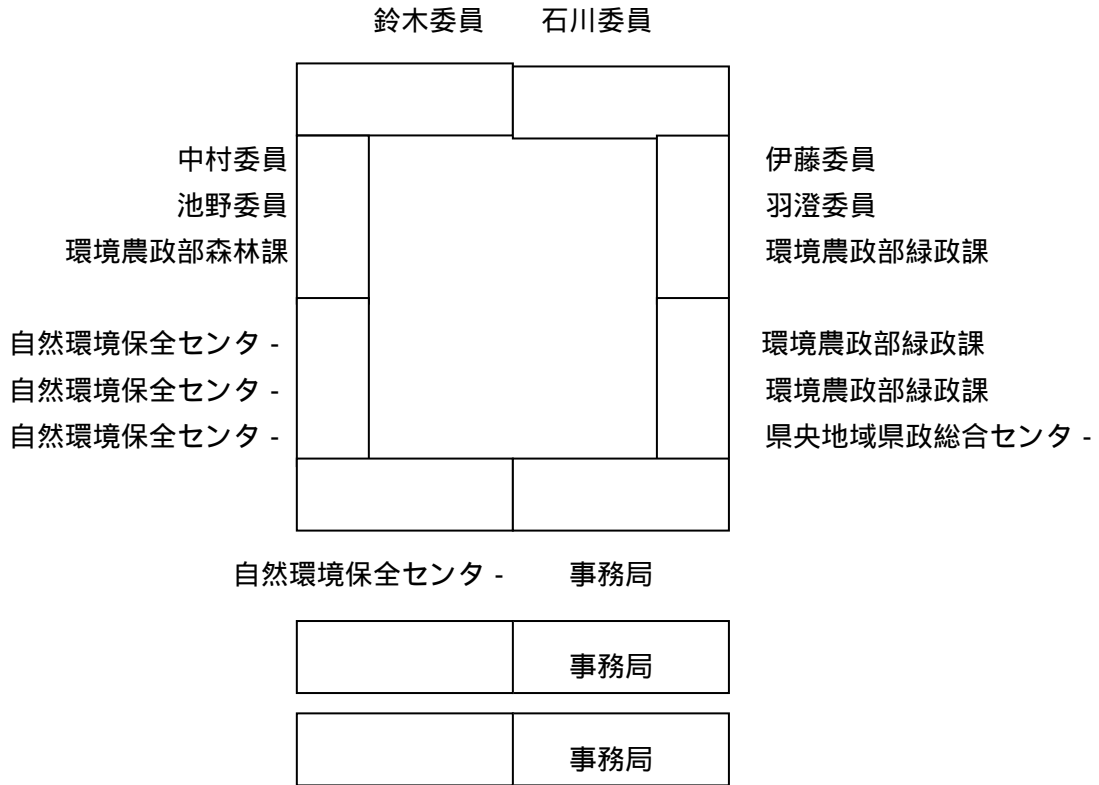 鈴木委員 石川委員
中村委員 伊藤委員
池野委員 羽澄委員
環境農政部森林課 環境農政部緑政課
自然環境保全センタ - 環境農政部緑政課
自然環境保全センタ - 環境農政部緑政課
自然環境保全センタ - 県央地域県政総合センタ -
自然環境保全センタ - 事務局
事務局
事務局